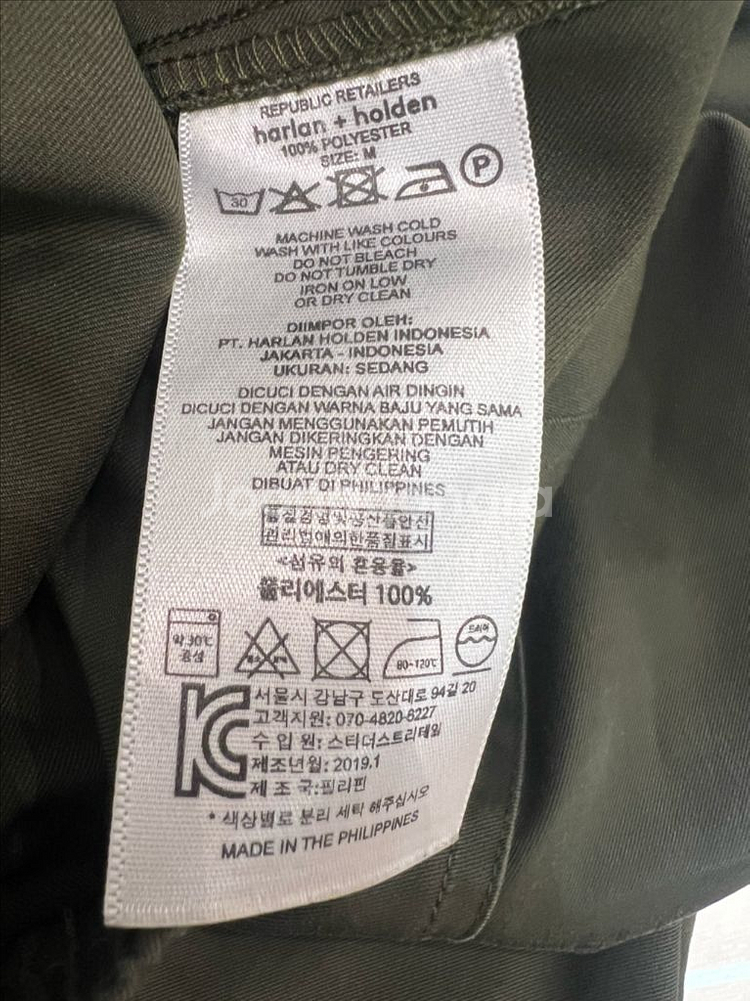 REPUBLIC RETAILERS
harlan + holden
100% POLYESTER
SIZE: M
30
P
MACHINE WASH COLD
WASH WITH LIKE COLOURS
DO NOT BLEACH
DO NOT TUMBLE DRY
IRON ON LOW
OR DRY CLEAN
DIIMPOR OLEH:
PT. HARLAN HOLDEN INDONESIA
JAKARTA - INDONESIA
UKURAN: SEDANG
DICUCI DENGAN AIR DINGIN
DICUCI DENGAN WARNA BAJU YANG SAMA
JANGAN MENGGUNAKAN PEMUTIH
JANGAN DIKERINGKAN DENGAN
MESIN PENGERING
ATAU DRY CLEAN
DIBUAT DI PHILIPPINES
품질경영및공산품안전
관리법애의한품질표시
<섬유의 혼용률>
폴리에스터 100%
약 30℃
중성
80~120℃
드라이
서울시 강남구 도산대로 94길 20
고객지원: 070-4820-6227
수 입 원: 스터더스트리테일
제조년월: 2019.1
제 조 국:필리핀
* 색상별로 분리 세탁 해주십시오
MADE IN THE PHILIPPINES